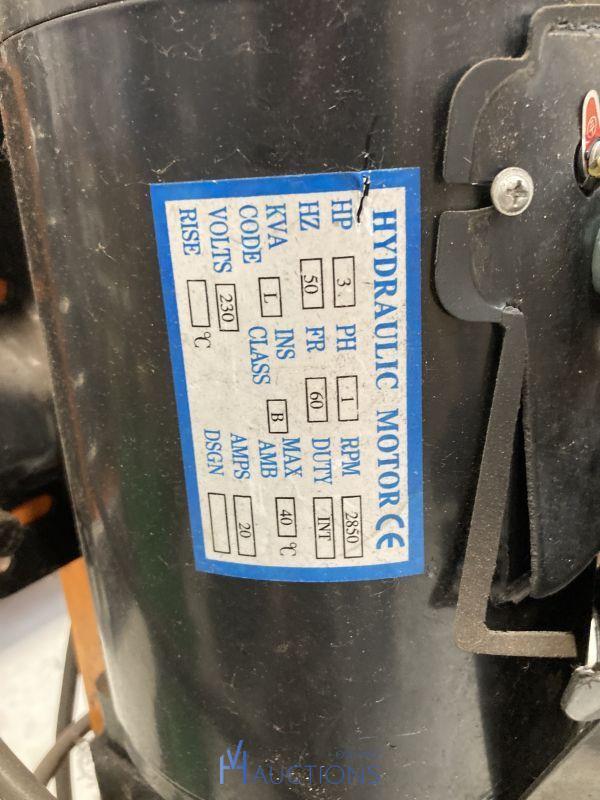 HYDRAULIC MOTOR CE
HP 3 PH 1 RPM 2850
HZ 50 FR 60 DUTY INT
KVA CODE L INS CLASS B MAX AMB 40 °C
VOLTS 230 AMPS 20
RISE °C DSGN
AUCTIONS